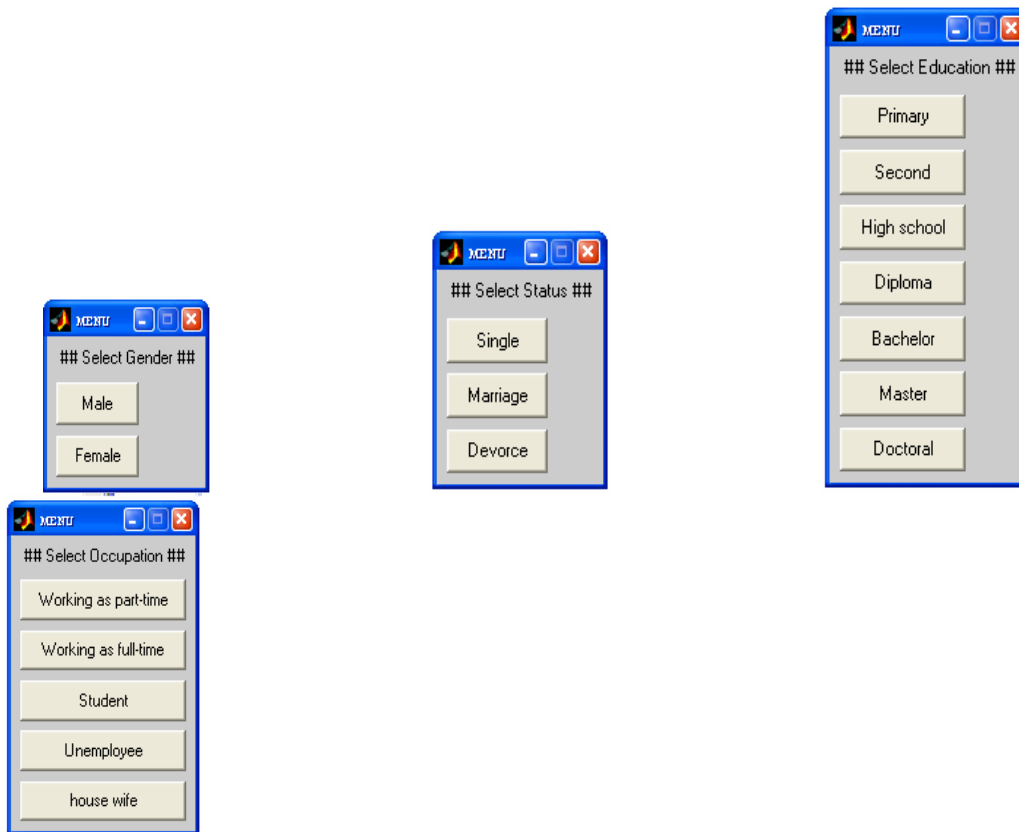 MENU
## Select Gender ##
Male
Female
MENU
## Select Status ##
Single
Marriage
Devorce
MENU
## Select Education ##
Primary
Second
High school
Diploma
Bachelor
Master
Doctoral
MENU
## Select Occupation ##
Working as part-time
Working as full-time
Student
Unemployee
house wife